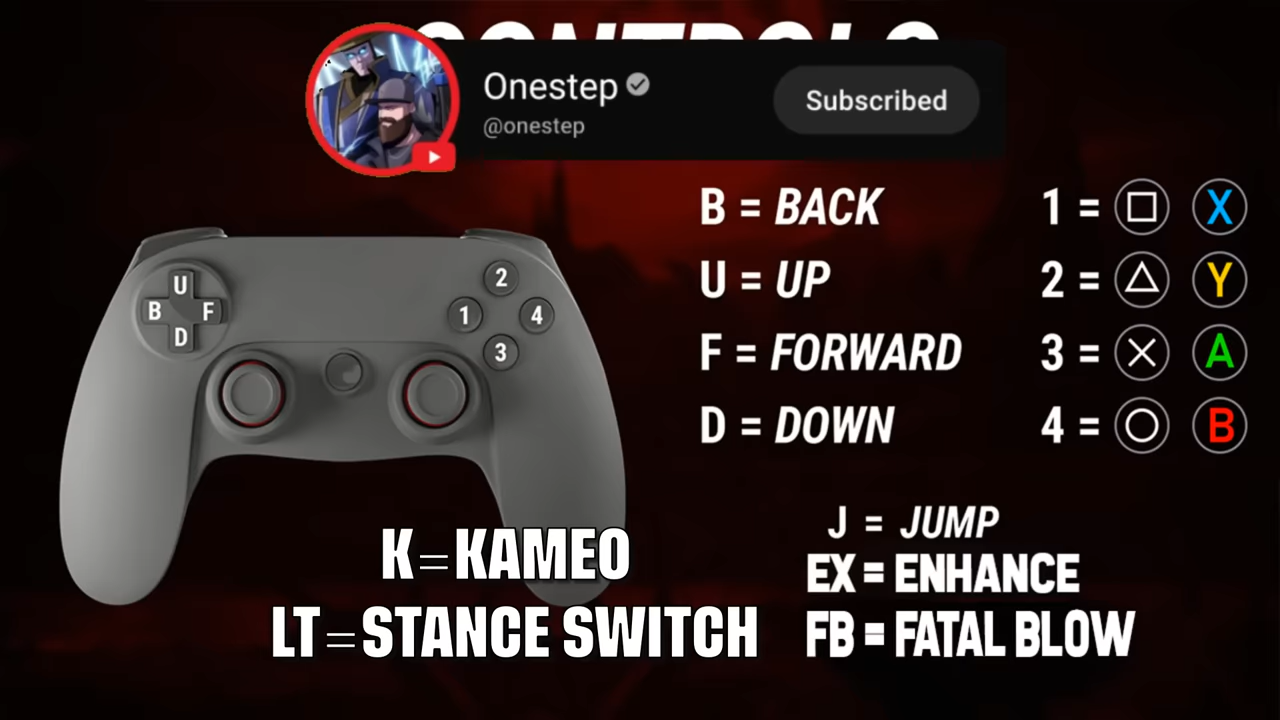 CONTROLS
Onestep
@onestep
Subscribed
B = BACK
U = UP
F = FORWARD
D = DOWN
1 = X
2 = Y
3 = A
4 = B
U
B F
D
2
1 4
3
J = JUMP
EX = ENHANCE
FB = FATAL BLOW
K = KAMEO
LT = STANCE SWITCH